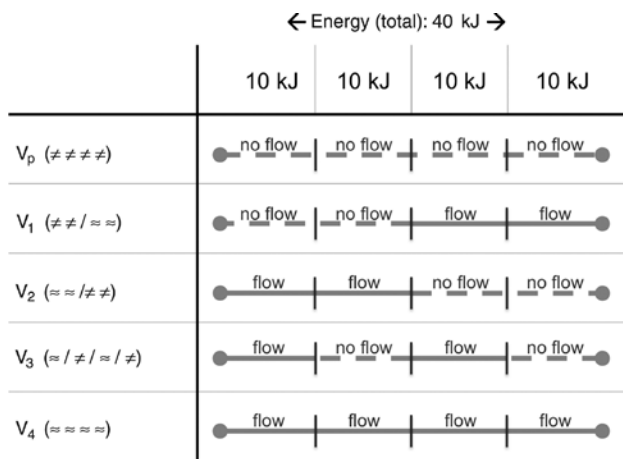 ← Energy (total): 40 kJ →
10 kJ 10 kJ 10 kJ 10 kJ
Vp (≠ ≠ ≠ ≠) no flow no flow no flow no flow
V1 (≠ ≠ / ≈ ≈) no flow no flow flow flow
V2 (≈ ≈ /≠ ≠) flow flow no flow no flow
V3 (≈ / ≠ / ≈ / ≠) flow no flow flow no flow
V4 (≈ ≈ ≈ ≈) flow flow flow flow